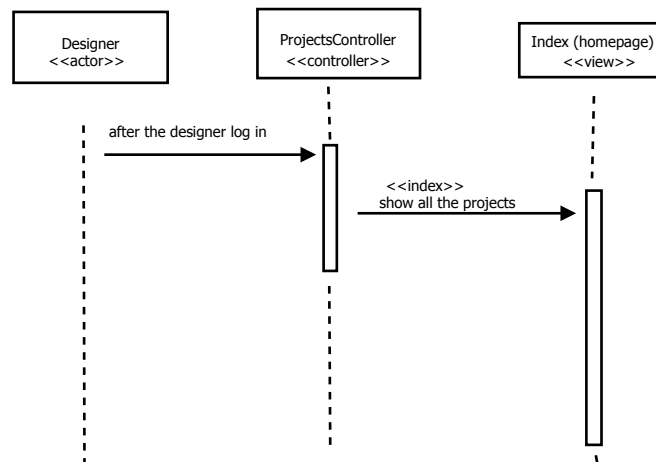 Designer
<<actor>>
ProjectsController
<<controller>>
Index (homepage)
<<view>>
after the designer log in
<<index>>
show all the projects